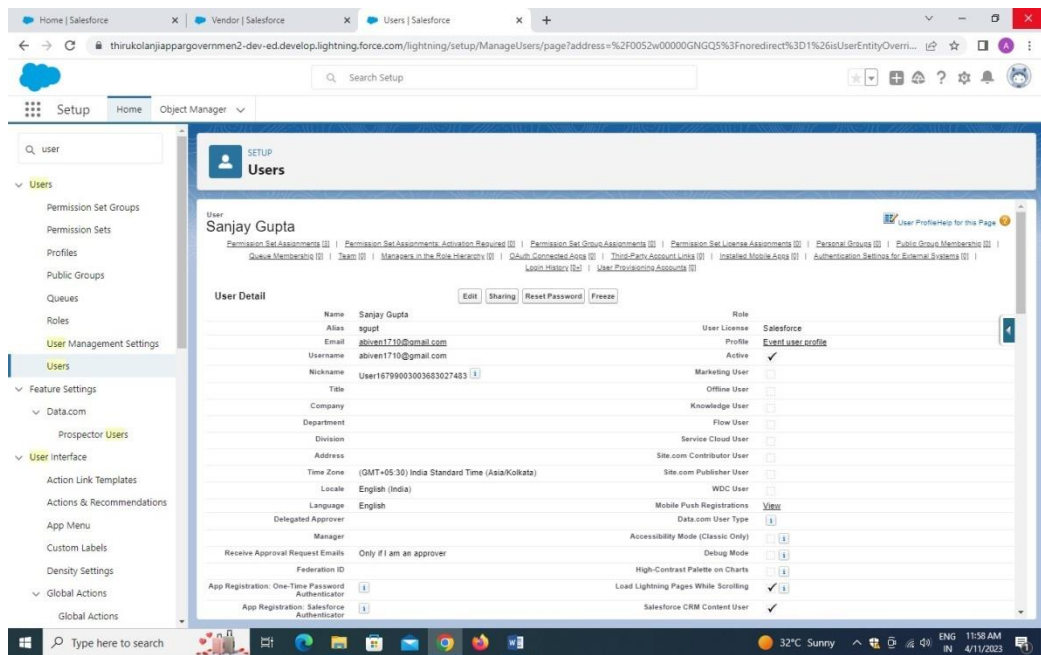 Home | Salesforce
Vendor | Salesforce
Users | Salesforce
thirukolanjiappargovernmen2-dev-ed.develop.lightning.force.com/lightning/setup/ManageUsers/page?address=%2F0052w00000GNGQ5%3Fnoredirect%3D1%26isUserEntityOverri...
A
Search Setup
Setup Home Object Manager
user
Users
Permission Set Groups
Permission Sets
Profiles
Public Groups
Queues
Roles
User Management Settings
Users
Feature Settings
Data.com
Prospector Users
User Interface
Action Link Templates
Actions & Recommendations
App Menu
Custom Labels
Density Settings
Global Actions
Global Actions
SETUP
Users
User
Sanjay Gupta
User Profile Help for this Page
Permission Set Assignments [3] | Permission Set Assignments: Activation Required [0] | Permission Set Group Assignments [0] | Permission Set License Assignments [0] | Personal Groups [0] | Public Group Membership [0] |
Queue Membership [0] | Team [0] | Managers in the Role Hierarchy [0] | OAuth Connected Apps [0] | Third-Party Account Links [0] | Installed Mobile Apps [0] | Authentication Settings for External Systems [0] |
Login History [0+] | User Provisioning Accounts [0]
User Detail Edit Sharing Reset Password Freeze
Name Sanjay Gupta Role
Alias sgupt User License Salesforce
Email abiven1710@gmail.com Profile Event user profile
Username abiven1710@gmail.com Active
Nickname User16799003003683027483 Marketing User
Title Offline User
Company Knowledge User
Department Flow User
Division Service Cloud User
Address Site.com Contributor User
Time Zone (GMT+05:30) India Standard Time (Asia/Kolkata) Site.com Publisher User
Locale English (India) WDC User
Language English Mobile Push Registrations View
Delegated Approver Data.com User Type
Manager Accessibility Mode (Classic Only)
Receive Approval Request Emails Only if I am an approver Debug Mode
Federation ID High-Contrast Palette on Charts
App Registration: One-Time Password Authenticator Load Lightning Pages While Scrolling
App Registration: Salesforce Authenticator Salesforce CRM Content User
Type here to search
32°C Sunny
ENG 11:58 AM
IN 4/11/2023